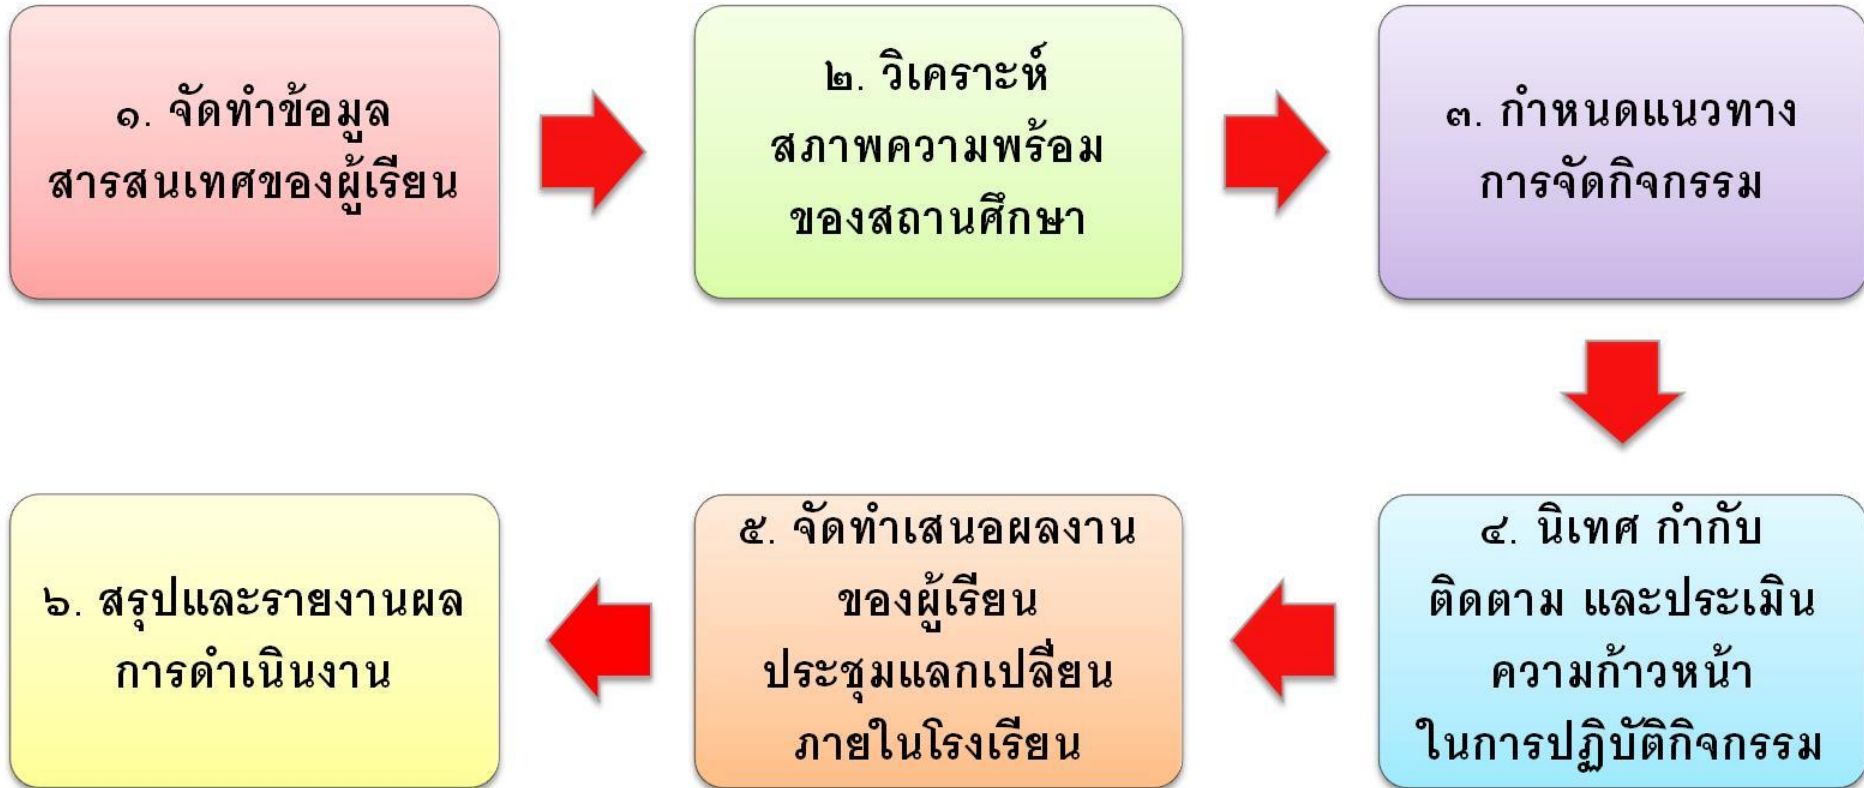 ๑. จัดทำข้อมูล
สารสนเทศของผู้เรียน
๒. วิเคราะห์
สภาพความพร้อม
ของสถานศึกษา
๓. กำหนดแนวทาง
การจัดกิจกรรม
๔. นิเทศ กำกับ
ติดตาม และประเมิน
ความก้าวหน้า
ในการปฏิบัติกิจกรรม
๕. จัดทำเสนอผลงาน
ของผู้เรียน
ประชุมแลกเปลี่ยน
ภายในโรงเรียน
๖. สรุปและรายงานผล
การดำเนินงาน